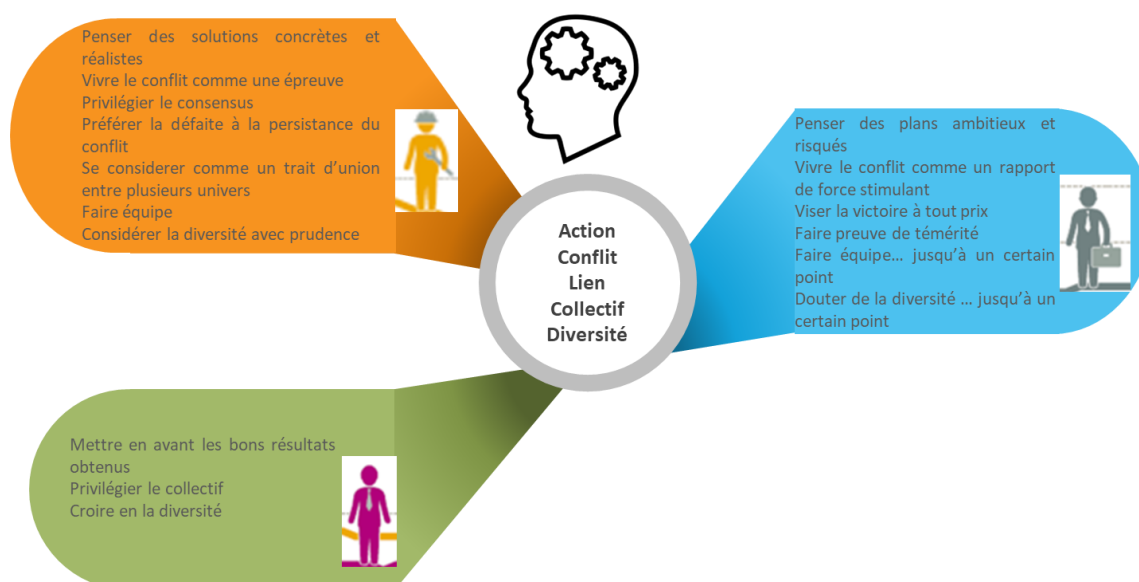 Penser des solutions concrètes et
réalistes
Vivre le conflit comme une épreuve
Privilégier le consensus
Préférer la défaite à la persistance du
conflit
Se considerer comme un trait d'union
entre plusieurs univers
Faire équipe
Considérer la diversité avec prudence
Action
Conflit
Lien
Collectif
Diversité
Penser des plans ambitieux et
risqués
Vivre le conflit comme un rapport
de force stimulant
Viser la victoire à tout prix
Faire preuve de témérité
Faire équipe... jusqu'à un certain
point
Douter de la diversité ... jusqu'à un
certain point
Mettre en avant les bons résultats
obtenus
Privilégier le collectif
Croire en la diversité